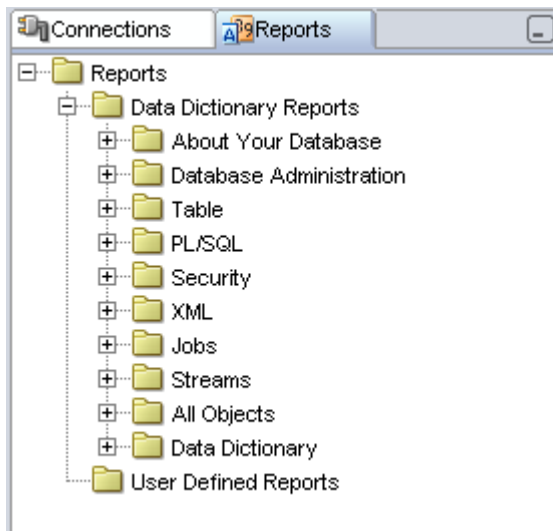 Connections Reports
Reports
Data Dictionary Reports
About Your Database
Database Administration
Table
PL/SQL
Security
XML
Jobs
Streams
All Objects
Data Dictionary
User Defined Reports